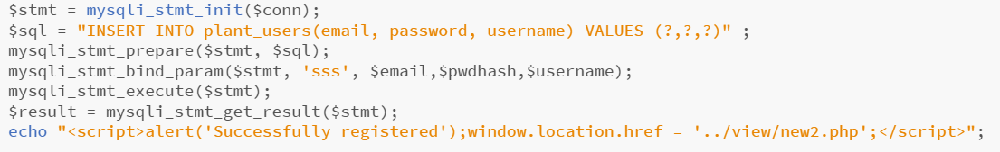 $stmt = mysqli_stmt_init($conn);
$sql = "INSERT INTO plant_users(email, password, username) VALUES (?,?,?)" ;
mysqli_stmt_prepare($stmt, $sql);
mysqli_stmt_bind_param($stmt, 'sss', $email,$pwdhash,$username);
mysqli_stmt_execute($stmt);
$result = mysqli_stmt_get_result($stmt);
echo "<script>alert('Successfully registered');window.location.href = '../view/new2.php';</script>";